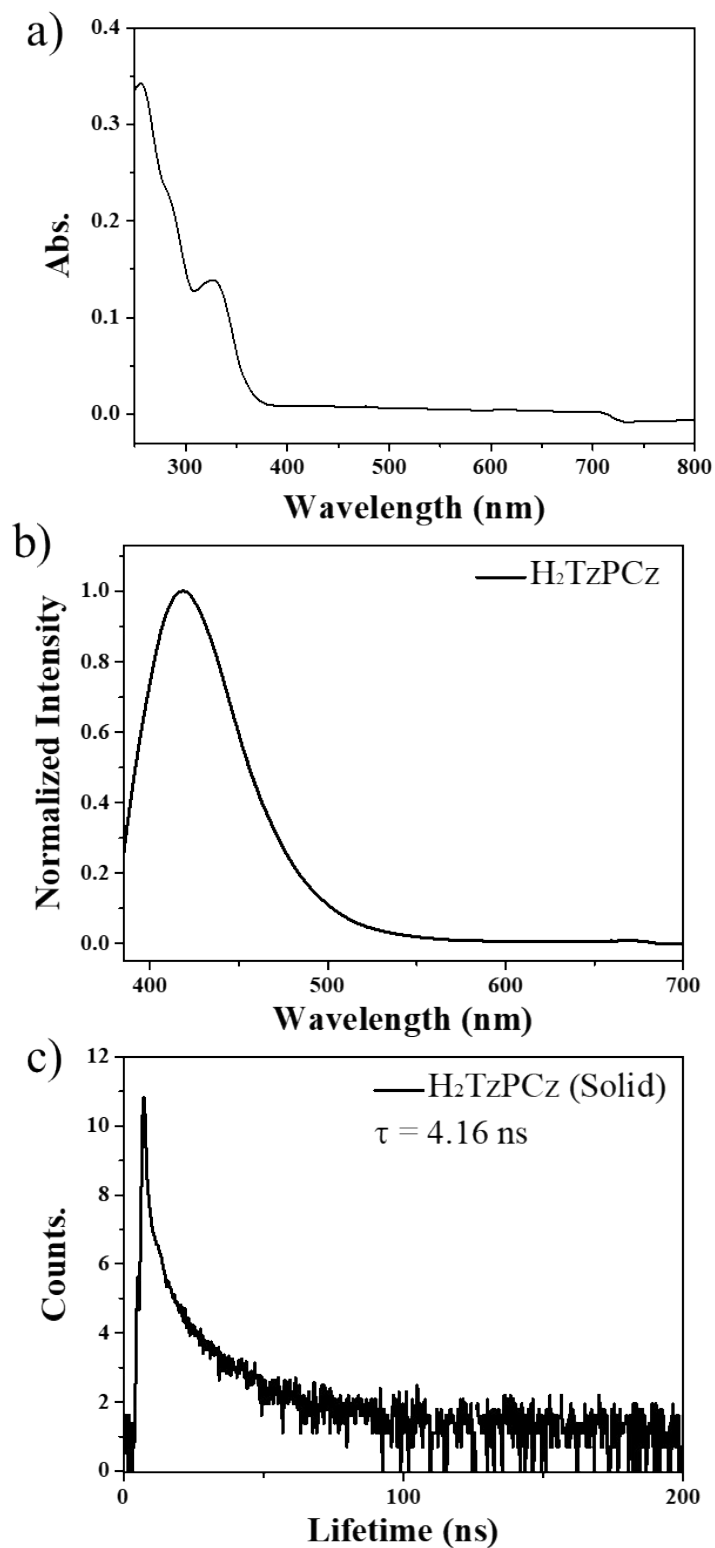 a)
0.4
0.3
0.2
0.1
0.0
Abs.
300 400 500 600 700 800
Wavelength (nm)
b)
H₂TzPCz
1.0
0.8
0.6
0.4
0.2
0.0
Normalized Intensity
400 500 600 700
Wavelength (nm)
c)
12
10
8
6
4
2
0
Counts.
H₂TzPCz (Solid)
τ = 4.16 ns
0 100 200
Lifetime (ns)